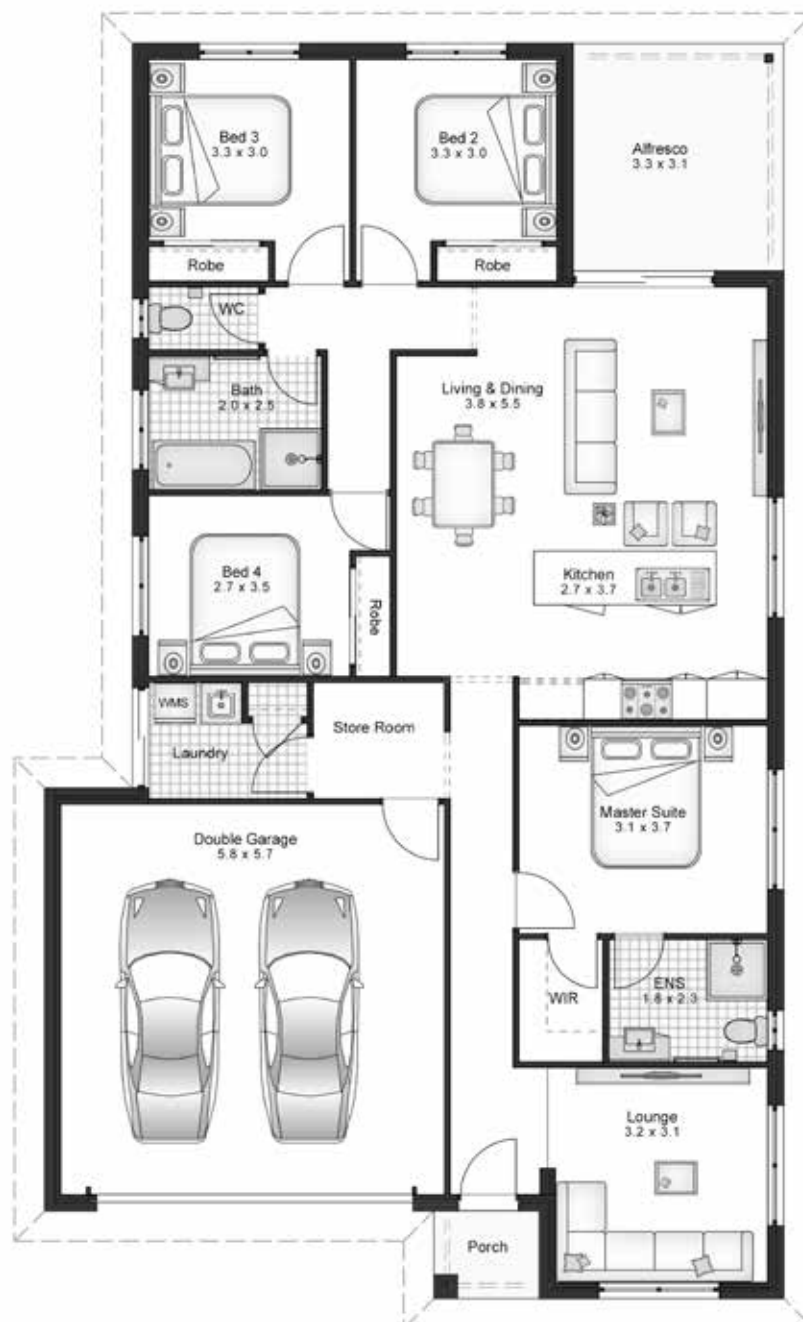 Bed 3
3.3 x 3.0
Bed 2
3.3 x 3.0
Alfresco
3.3 x 3.1
Robe
Robe
WC
Bath
2.0 x 2.5
Living & Dining
3.8 x 5.5
Bed 4
2.7 x 3.5
Robe
Kitchen
2.7 x 3.7
WMS
Laundry
Store Room
Master Suite
3.1 x 3.7
Double Garage
5.8 x 5.7
WIR
ENS
1.8 x 2.3
Lounge
3.2 x 3.1
Porch